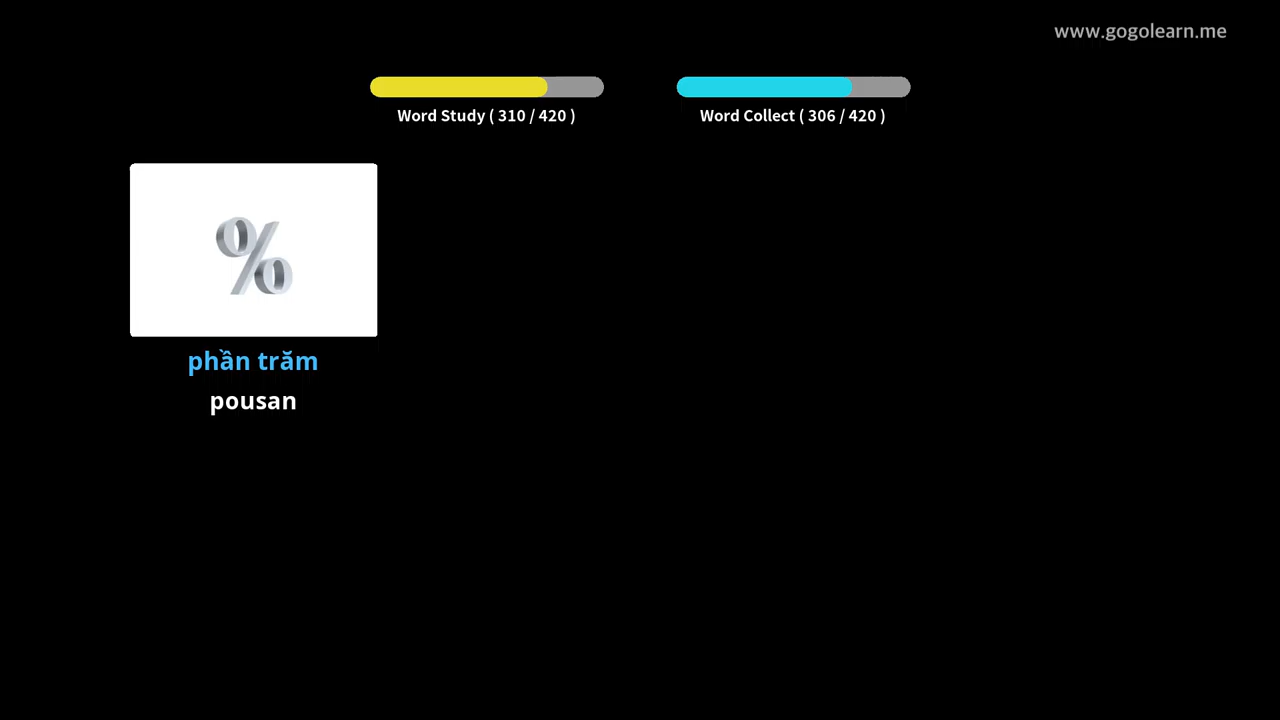 www.gogolearn.me
Word Study ( 310 / 420 )
Word Collect ( 306 / 420 )
%
phần trăm
pousan